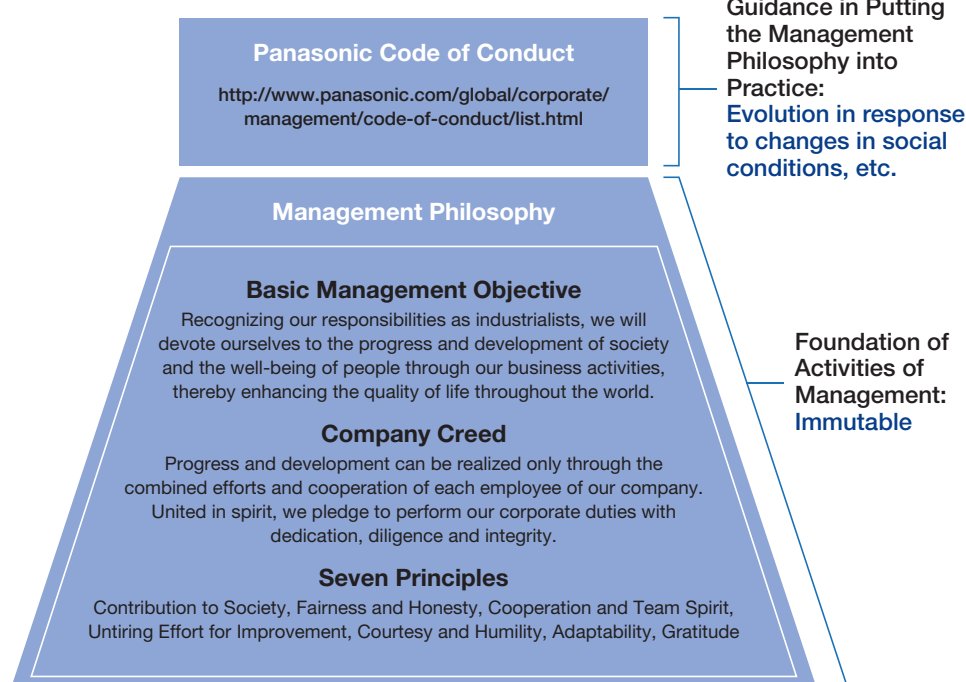 Panasonic Code of Conduct
http://www.panasonic.com/global/corporate/
management/code-of-conduct/list.html
Guidance in Putting
the Management
Philosophy into
Practice:
Evolution in response
to changes in social
conditions, etc.
Management Philosophy
Basic Management Objective
Recognizing our responsibilities as industrialists, we will
devote ourselves to the progress and development of society
and the well-being of people through our business activities,
thereby enhancing the quality of life throughout the world.
Company Creed
Progress and development can be realized only through the
combined efforts and cooperation of each employee of our company.
United in spirit, we pledge to perform our corporate duties with
dedication, diligence and integrity.
Seven Principles
Contribution to Society, Fairness and Honesty, Cooperation and Team Spirit,
Untiring Effort for Improvement, Courtesy and Humility, Adaptability, Gratitude
Foundation of
Activities of
Management:
Immutable